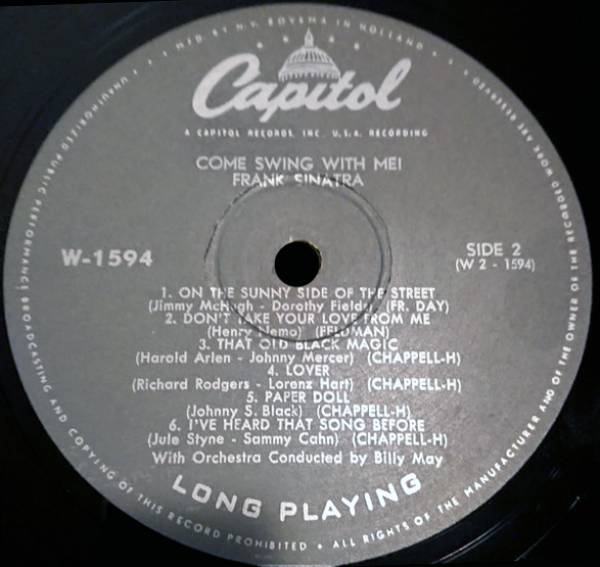 MFD. BY N.V. BOVEMA IN HOLLAND
Capitol
A CAPITOL RECORDS, INC. U.S.A. RECORDING
COME SWING WITH ME!
FRANK SINATRA
W-1594
SIDE 2
(W 2 - 1594)
1. ON THE SUNNY SIDE OF THE STREET
(Jimmy McHugh - Dorothy Fields) (FR. DAY)
2. DON'T TAKE YOUR LOVE FROM ME
(Henry Nemo) (FELDMAN)
3. THAT OLD BLACK MAGIC
(Harold Arlen - Johnny Mercer) (CHAPPELL-H)
4. LOVER
(Richard Rodgers - Lorenz Hart) (CHAPPELL-H)
5. PAPER DOLL
(Johnny S. Black) (CHAPPELL-H)
6. I'VE HEARD THAT SONG BEFORE
(Jule Styne - Sammy Cahn) (CHAPPELL-H)
With Orchestra Conducted by Billy May
LONG PLAYING
UNAUTHORIZED PUBLIC PERFORMANCE BROADCASTING AND COPYING OF THIS RECORD PROHIBITED • ALL RIGHTS OF THE MANUFACTURER AND OF THE OWNER OF THE RECORDED WORK ARE RESERVED